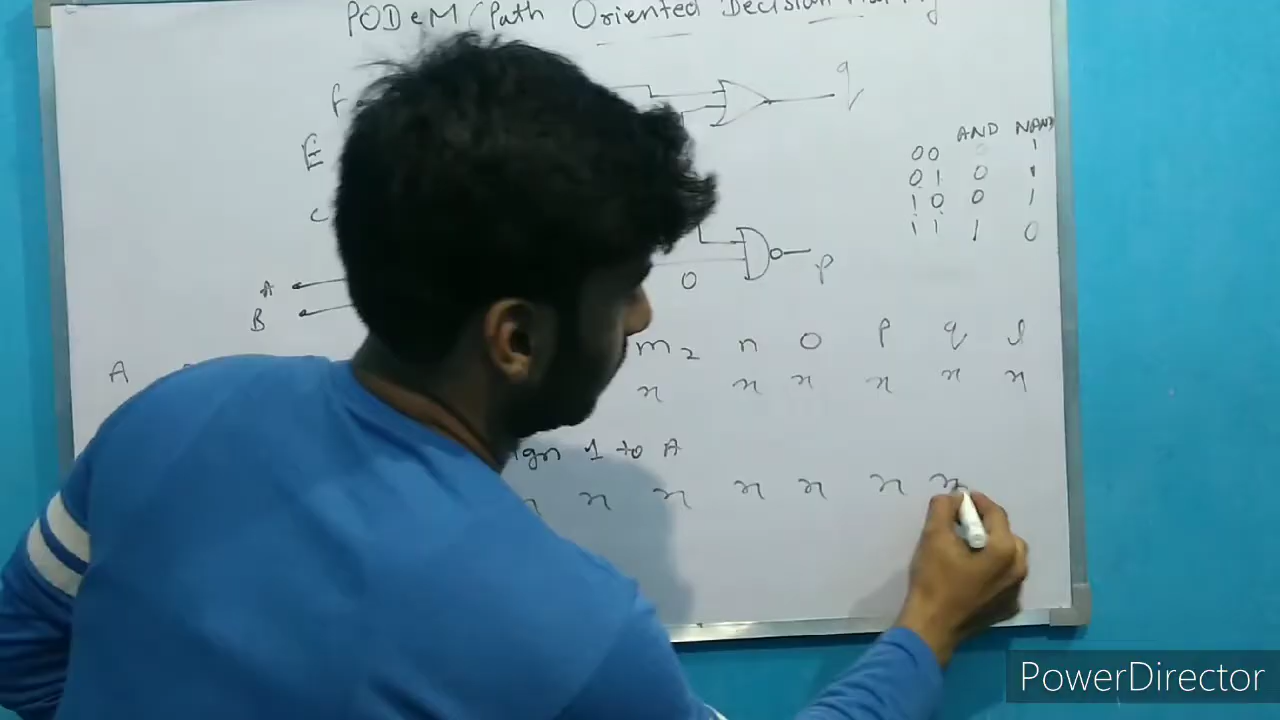 PODeM (Path Oriented Decision
q
F
E
C
AND NAND
00 1
01 0 1
10 0 1
11 1 0
A
B
0
p
A m2 n o p q s
x x x x x x
ign 1 to A
x x x x x x x x
PowerDirector